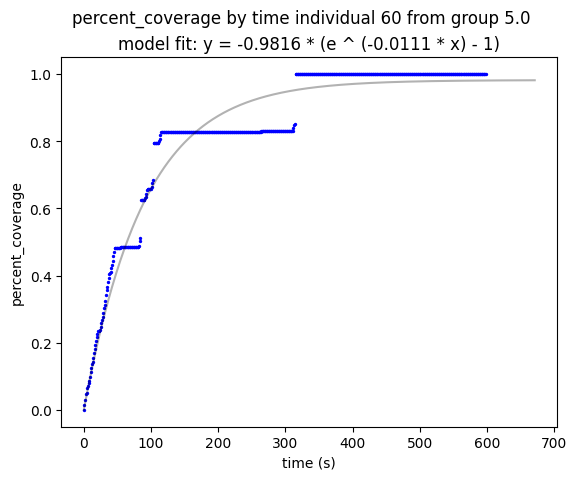 percent_coverage by time individual 60 from group 5.0
model fit: y = -0.9816 * (e ^ (-0.0111 * x) - 1)
1.0
0.8
0.6
0.4
0.2
0.0
percent_coverage
0 100 200 300 400 500 600 700
time (s)